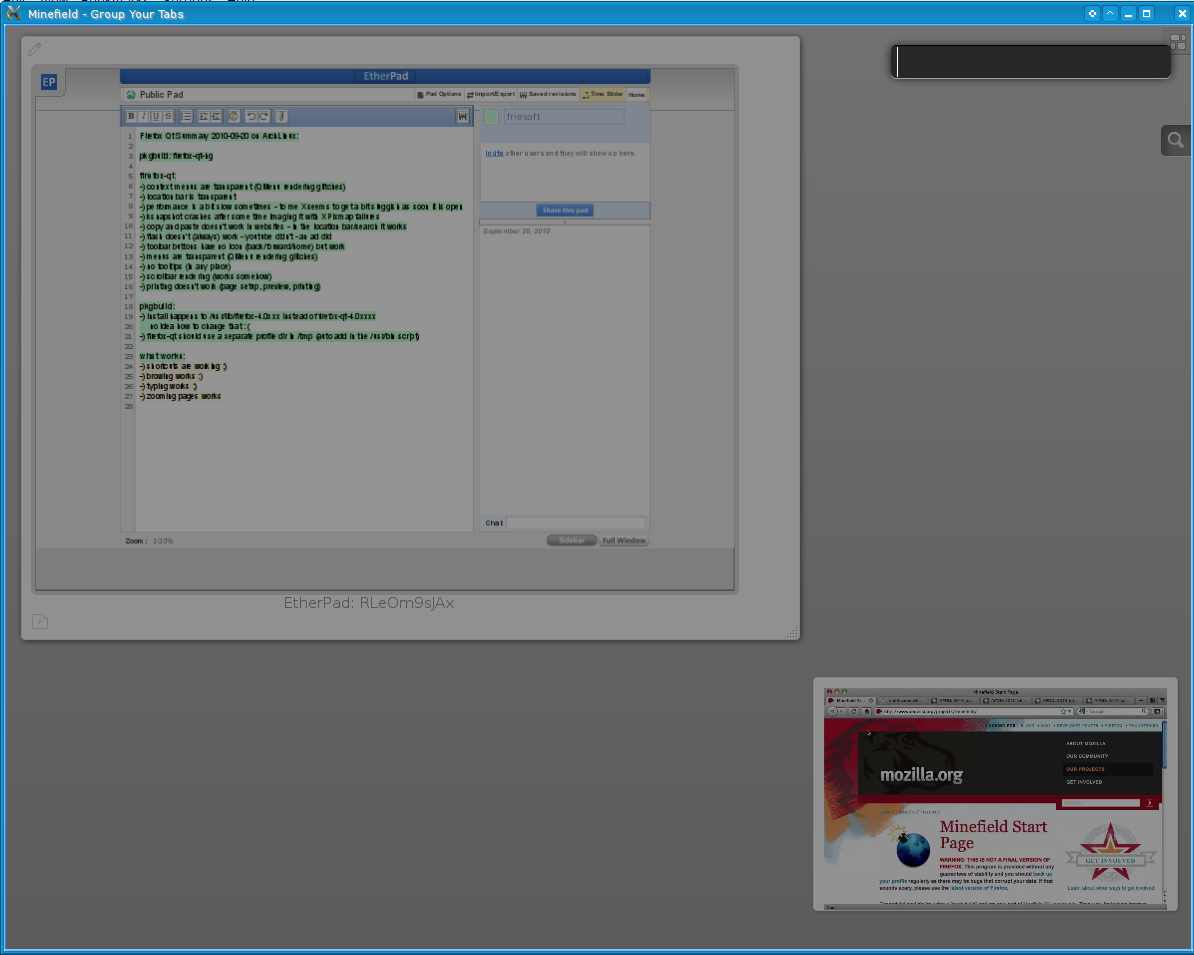 Minefield - Group Your Tabs
EP
EtherPad
Public Pad
Pad Options
Import/Export
Saved revisions
Time Slider
Home
B I U S
1 Firefox Qt Summary 2010-09-20 on ArchLinux:
2
3 pkgbuild: firefox-qt-hg
4
5 firefox-qt:
6 -) context menus are transparent (QMenu rendering glitches)
7 -) location bar is transparent
8 -) performance is a bit slow sometimes - to me X seems to get a bit sluggish as soon it is open
9 -) ksnapshot crashes after some time imaging it with XPixmap failures
10 -) copy and paste doesn't work in websites - in the location bar/search it works
11 -) flash doesn't (always) work - youtube didn't - an ad did
12 -) toolbar buttons have no icon (back/forward/home) but work
13 -) menus are transparent (QMenu rendering glitches)
14 -) no tooltips (in any place)
15 -) scrollbar rendering (works somehow)
16 -) printing doesn't work (page setup, preview, printing)
17
18 pkgbuild:
19 -) install happens to /usr/lib/firefox-4.0xxx instead of firefox-qt-4.0xxxx
20 no idea how to change that :(
21 -) firefox-qt should use a separate profile dir in /tmp (auto add in the /usr/bin script)
22
23 what works:
24 -) shortcuts are working :)
25 -) browing works :)
26 -) typing works :)
27 -) zooming pages works
28
friesoft
Invite other users and they will show up here.
Share this pad
September 20, 2010
Chat
Zoom: 100%
Sidebar
Full Window
EtherPad: RLeOm9sJAx
Minefield Start Page
http://www.mozilla.org/projects/minefield/
Google
LOOKING FOR
mozilla.org
ABOUT MOZILLA
OUR COMMUNITY
OUR PROJECTS
GET INVOLVED
Minefield Start
Page
WARNING: THIS IS NOT A FINAL VERSION OF
FIREFOX. This program is provided without any
guarantees of stability and you should back up
your profile regularly as there may be bugs that corrupt your data. If that
sounds scary, please use the latest version of Firefox.
GET INVOLVED
Learn about other ways to get involved